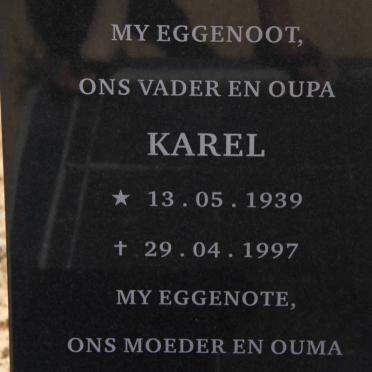 MY EGGENOOT,
ONS VADER EN OUPA
KAREL
★ 13.05.1939
✝ 29.04.1997
MY EGGENOTE,
ONS MOEDER EN OUMA